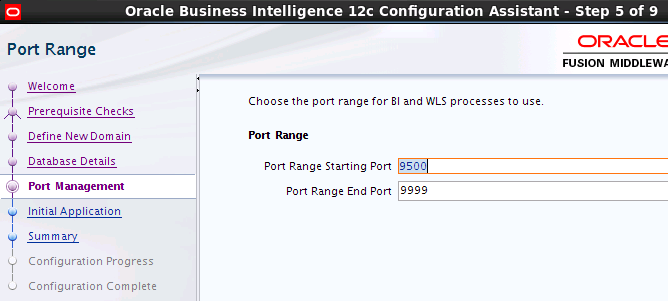 Oracle Business Intelligence 12c Configuration Assistant - Step 5 of 9
Port Range
ORACLE
FUSION MIDDLEWA
Welcome
Prerequisite Checks
Define New Domain
Database Details
Port Management
Initial Application
Summary
Configuration Progress
Configuration Complete
Choose the port range for BI and WLS processes to use.
Port Range
Port Range Starting Port 9500
Port Range End Port 9999